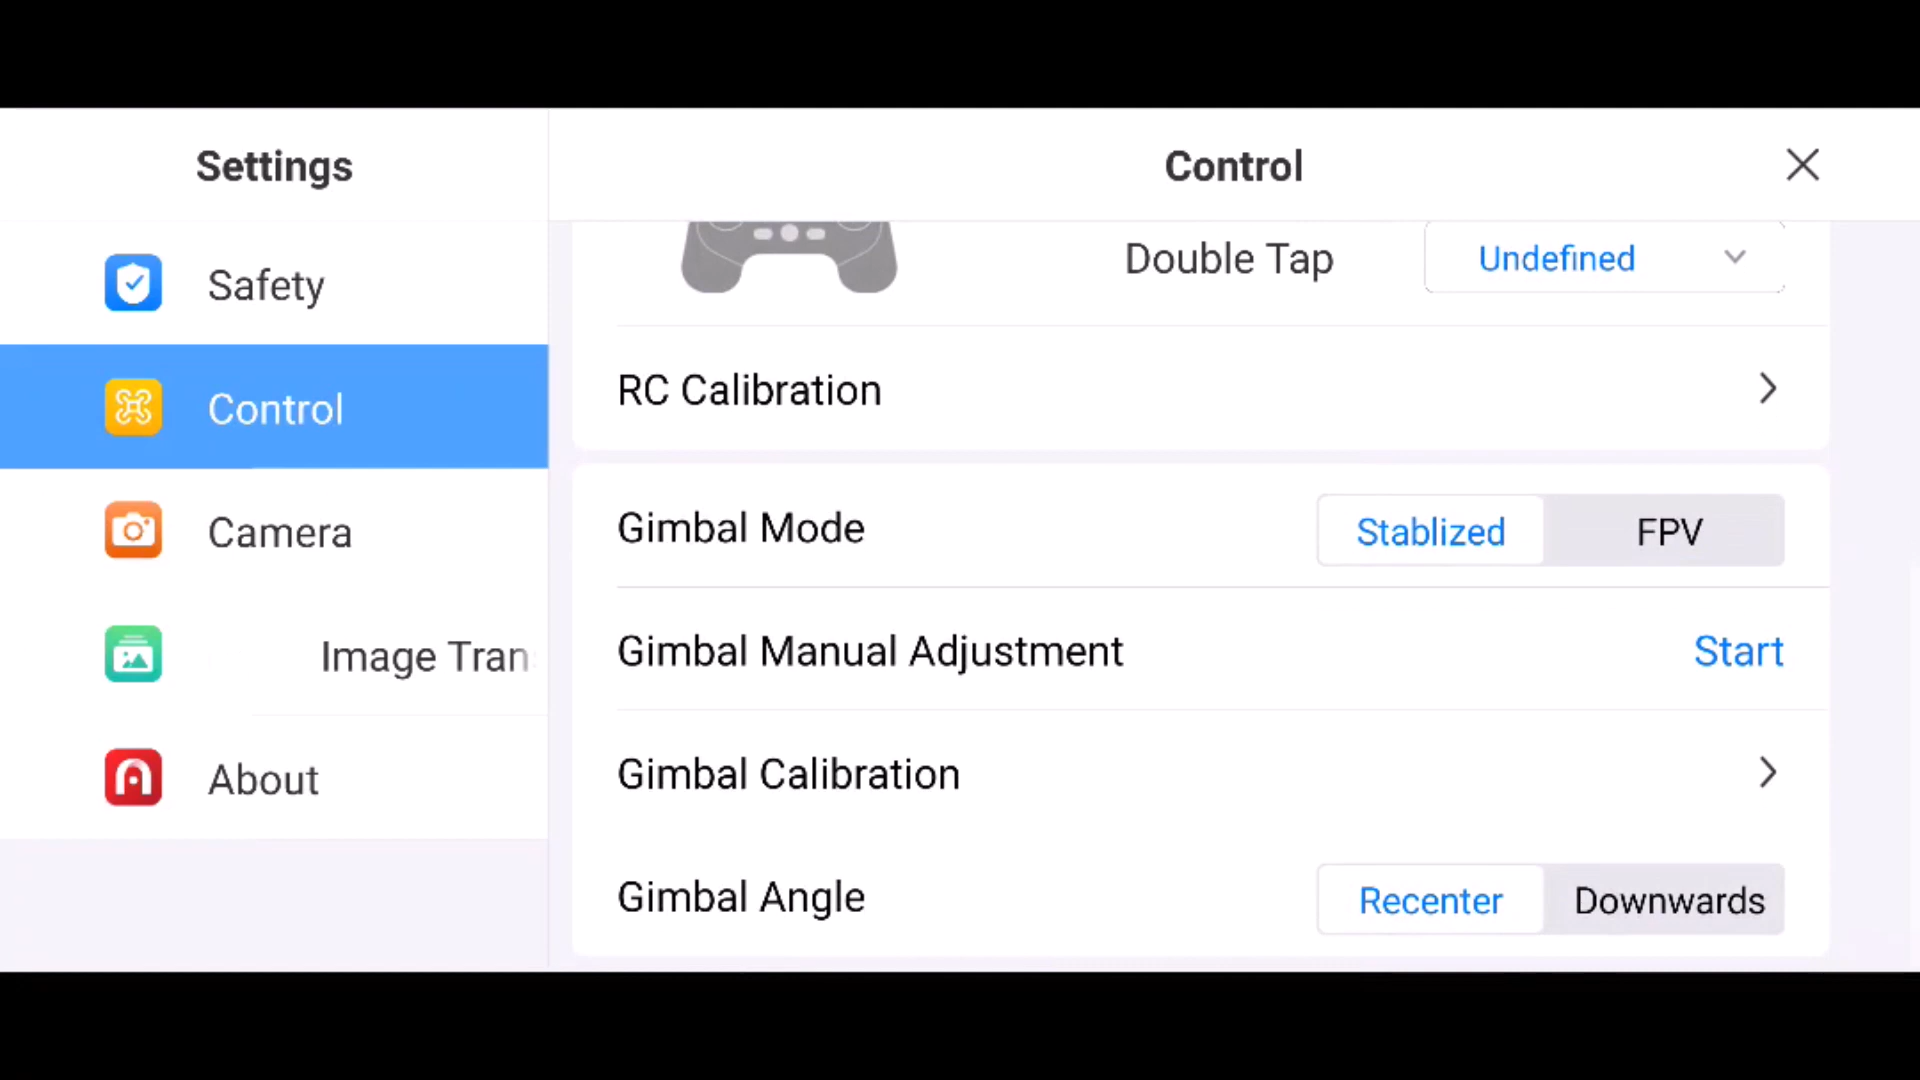 Settings
Control
Safety
Control
Camera
Image Tran
About
Double Tap
Undefined
RC Calibration
Gimbal Mode
Stablized
FPV
Gimbal Manual Adjustment
Start
Gimbal Calibration
Gimbal Angle
Recenter
Downwards